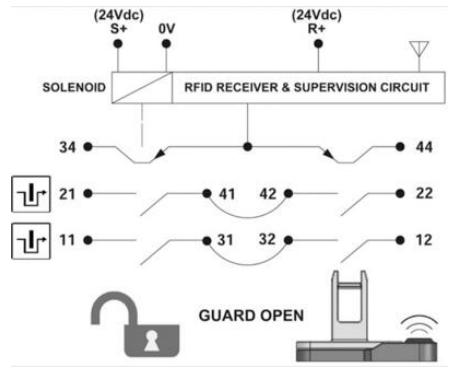 (24Vdc) (24Vdc)
S+ 0V R+
SOLENOID RFID RECEIVER & SUPERVISION CIRCUIT
34 44
21 41 42 22
11 31 32 12
GUARD OPEN